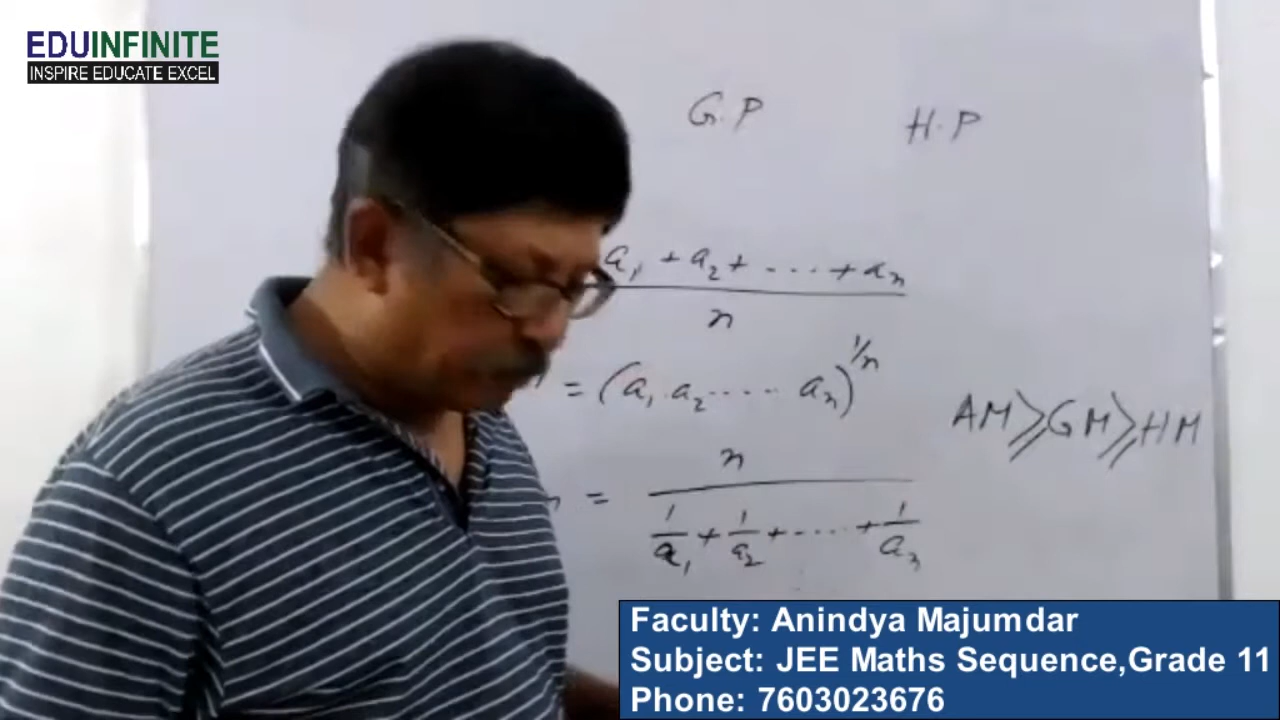 EDUINFINITE
INSPIRE EDUCATE EXCEL
G.P H.P
a₁ + a₂ + ..... + aₙ
n
= (a₁.a₂ ..... aₙ)^1/n
AM ⩾ GM ⩾ HM
n
=
1/a₁ + 1/a₂ + ..... + 1/aₙ
Faculty: Anindya Majumdar
Subject: JEE Maths Sequence,Grade 11
Phone: 7603023676